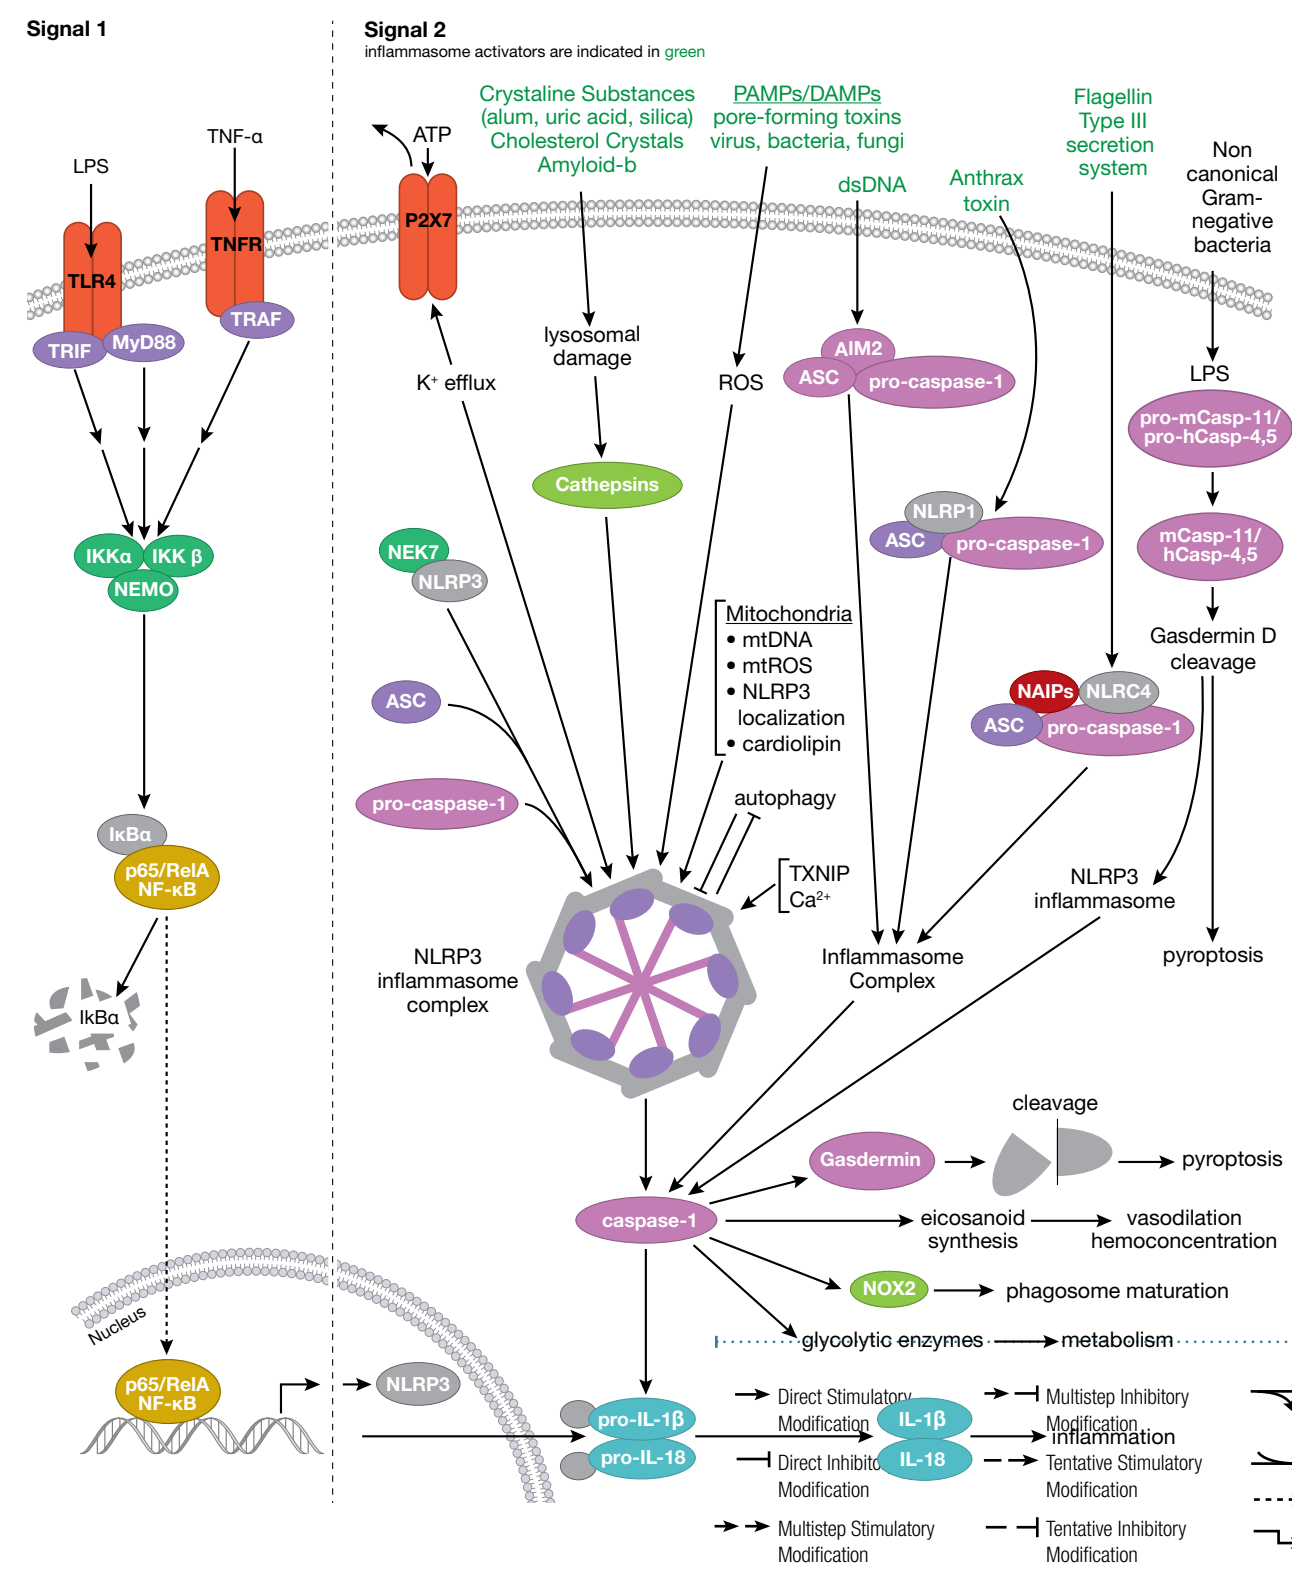 Signal 1
Signal 2
inflammasome activators are indicated in green
LPS
TNF-α
TLR4
TNFR
TRIF
MyD88
TRAF
IKKα
IKK β
NEMO
IκBα
p65/RelA
NF-κB
IkBα
Nucleus
p65/RelA
NF-κB
ATP
P2X7
K⁺ efflux
Crystaline Substances
(alum, uric acid, silica)
Cholesterol Crystals
Amyloid-b
lysosomal
damage
Cathepsins
PAMPs/DAMPs
pore-forming toxins
virus, bacteria, fungi
ROS
dsDNA
AIM2
ASC
pro-caspase-1
Anthrax
toxin
NLRP1
ASC
pro-caspase-1
Flagellin
Type III
secretion
system
NAIPs
NLRC4
ASC
pro-caspase-1
Non
canonical
Gram-
negative
bacteria
LPS
pro-mCasp-11/
pro-hCasp-4,5
mCasp-11/
hCasp-4,5
Gasdermin D
cleavage
NLRP3
inflammasome
pyroptosis
NEK7
NLRP3
ASC
pro-caspase-1
Mitochondria
• mtDNA
• mtROS
• NLRP3
localization
• cardiolipin
autophagy
TXNIP
Ca²⁺
NLRP3
inflammasome
complex
Inflammasome
Complex
caspase-1
Gasdermin
cleavage
pyroptosis
eicosanoid
synthesis
vasodilation
hemoconcentration
NOX2
phagosome maturation
glycolytic enzymes
metabolism
NLRP3
pro-IL-1β
pro-IL-18
IL-1β
IL-18
inflammation
Direct Stimulatory
Modification
Direct Inhibito
Modification
Multistep Stimulatory
Modification
Multistep Inhibitory
Modification
Tentative Stimulatory
Modification
Tentative Inhibitory
Modification